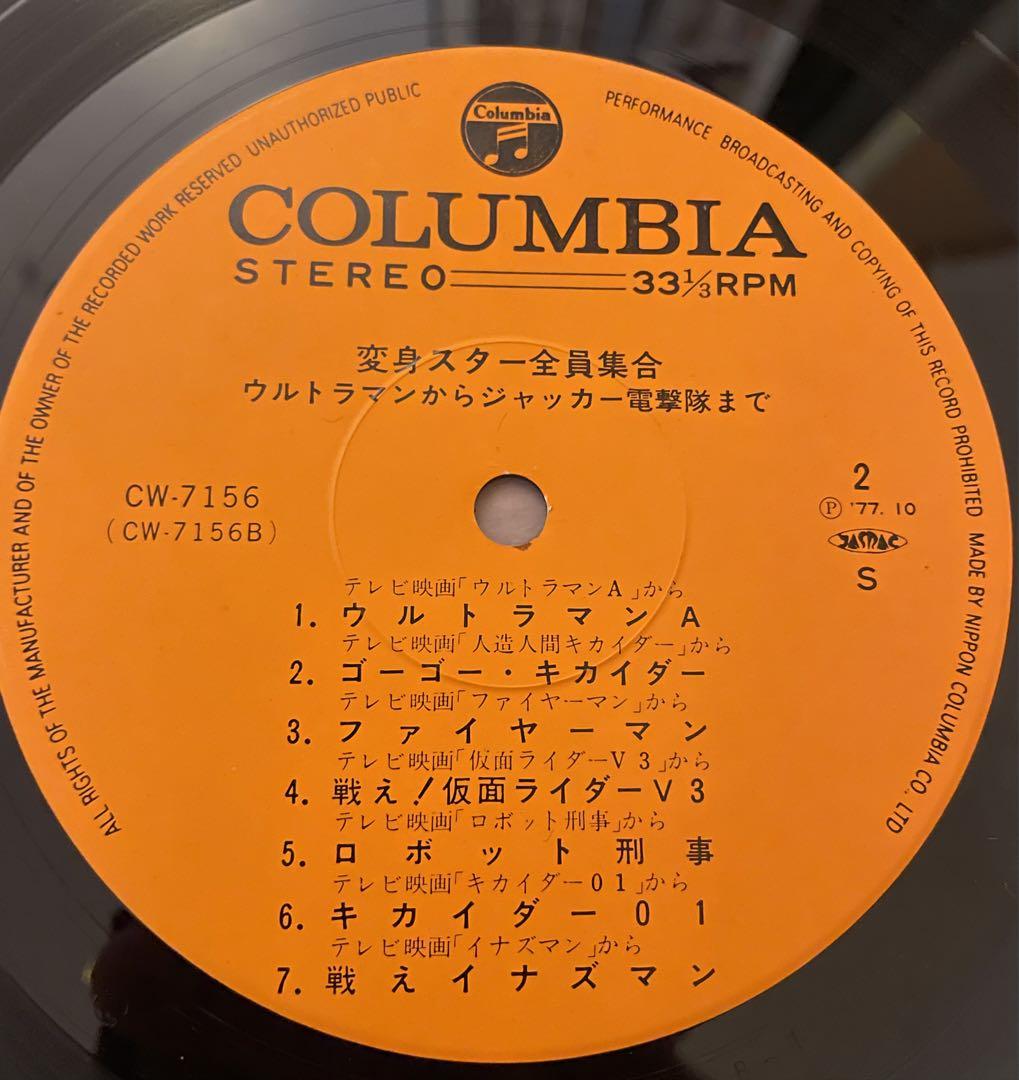 ALL RIGHTS OF THE MANUFACTURER AND OF THE OWNER OF THE RECORDED WORK RESERVED UNAUTHORIZED PUBLIC PERFORMANCE BROADCASTING AND COPYING OF THIS RECORD PROHIBITED MADE BY NIPPON COLUMBIA CO., LTD
Columbia
COLUMBIA
STEREO 33⅓RPM
変身スター全員集合
ウルトラマンからジャッカー電撃隊まで
CW-7156
(CW-7156B)
2
Ⓟ '77. 10
JASRAC
S
テレビ映画「ウルトラマンA」から
1. ウルトラマンA
テレビ映画「人造人間キカイダー」から
2. ゴーゴー・キカイダー
テレビ映画「ファイヤーマン」から
3. ファイヤーマン
テレビ映画「仮面ライダーV3」から
4. 戦え!仮面ライダーV3
テレビ映画「ロボット刑事」から
5. ロボット刑事
テレビ映画「キカイダー01」から
6. キカイダー01
テレビ映画「イナズマン」から
7. 戦えイナズマン